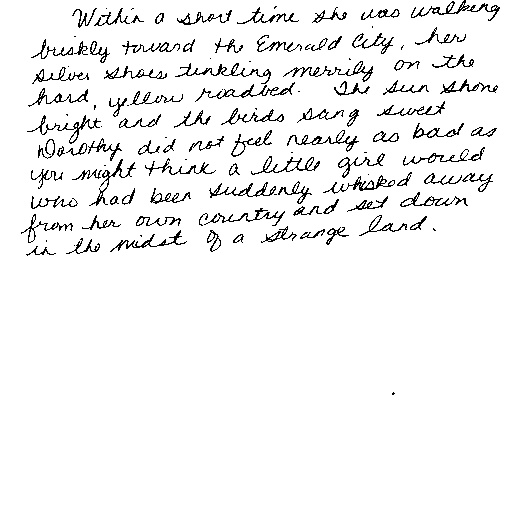 Within a short time she was walking
briskly toward the Emerald City, her
silver shoes tinkling merrily on the
hard, yellow roadbed. The sun shone
bright and the birds sang sweet
Dorothy did not feel nearly as bad as
you might think a little girl would
who had been suddenly whisked away
from her own country and set down
in the midst of a strange land.